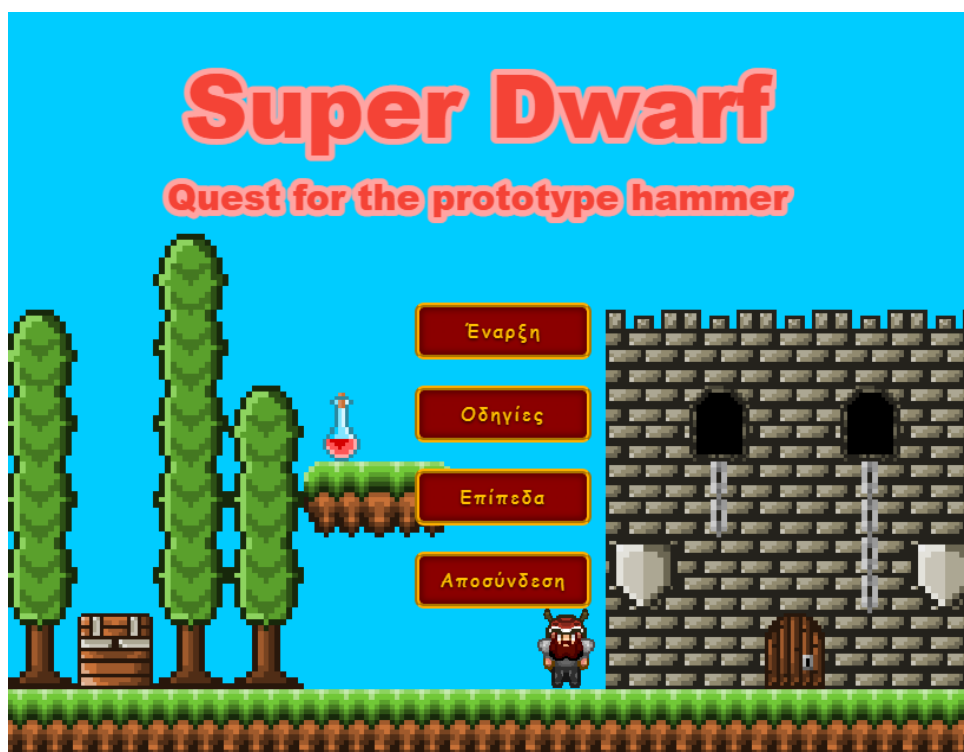 Super Dwarf
Quest for the prototype hammer
Έναρξη
Οδηγίες
Επίπεδα
Αποσύνδεση